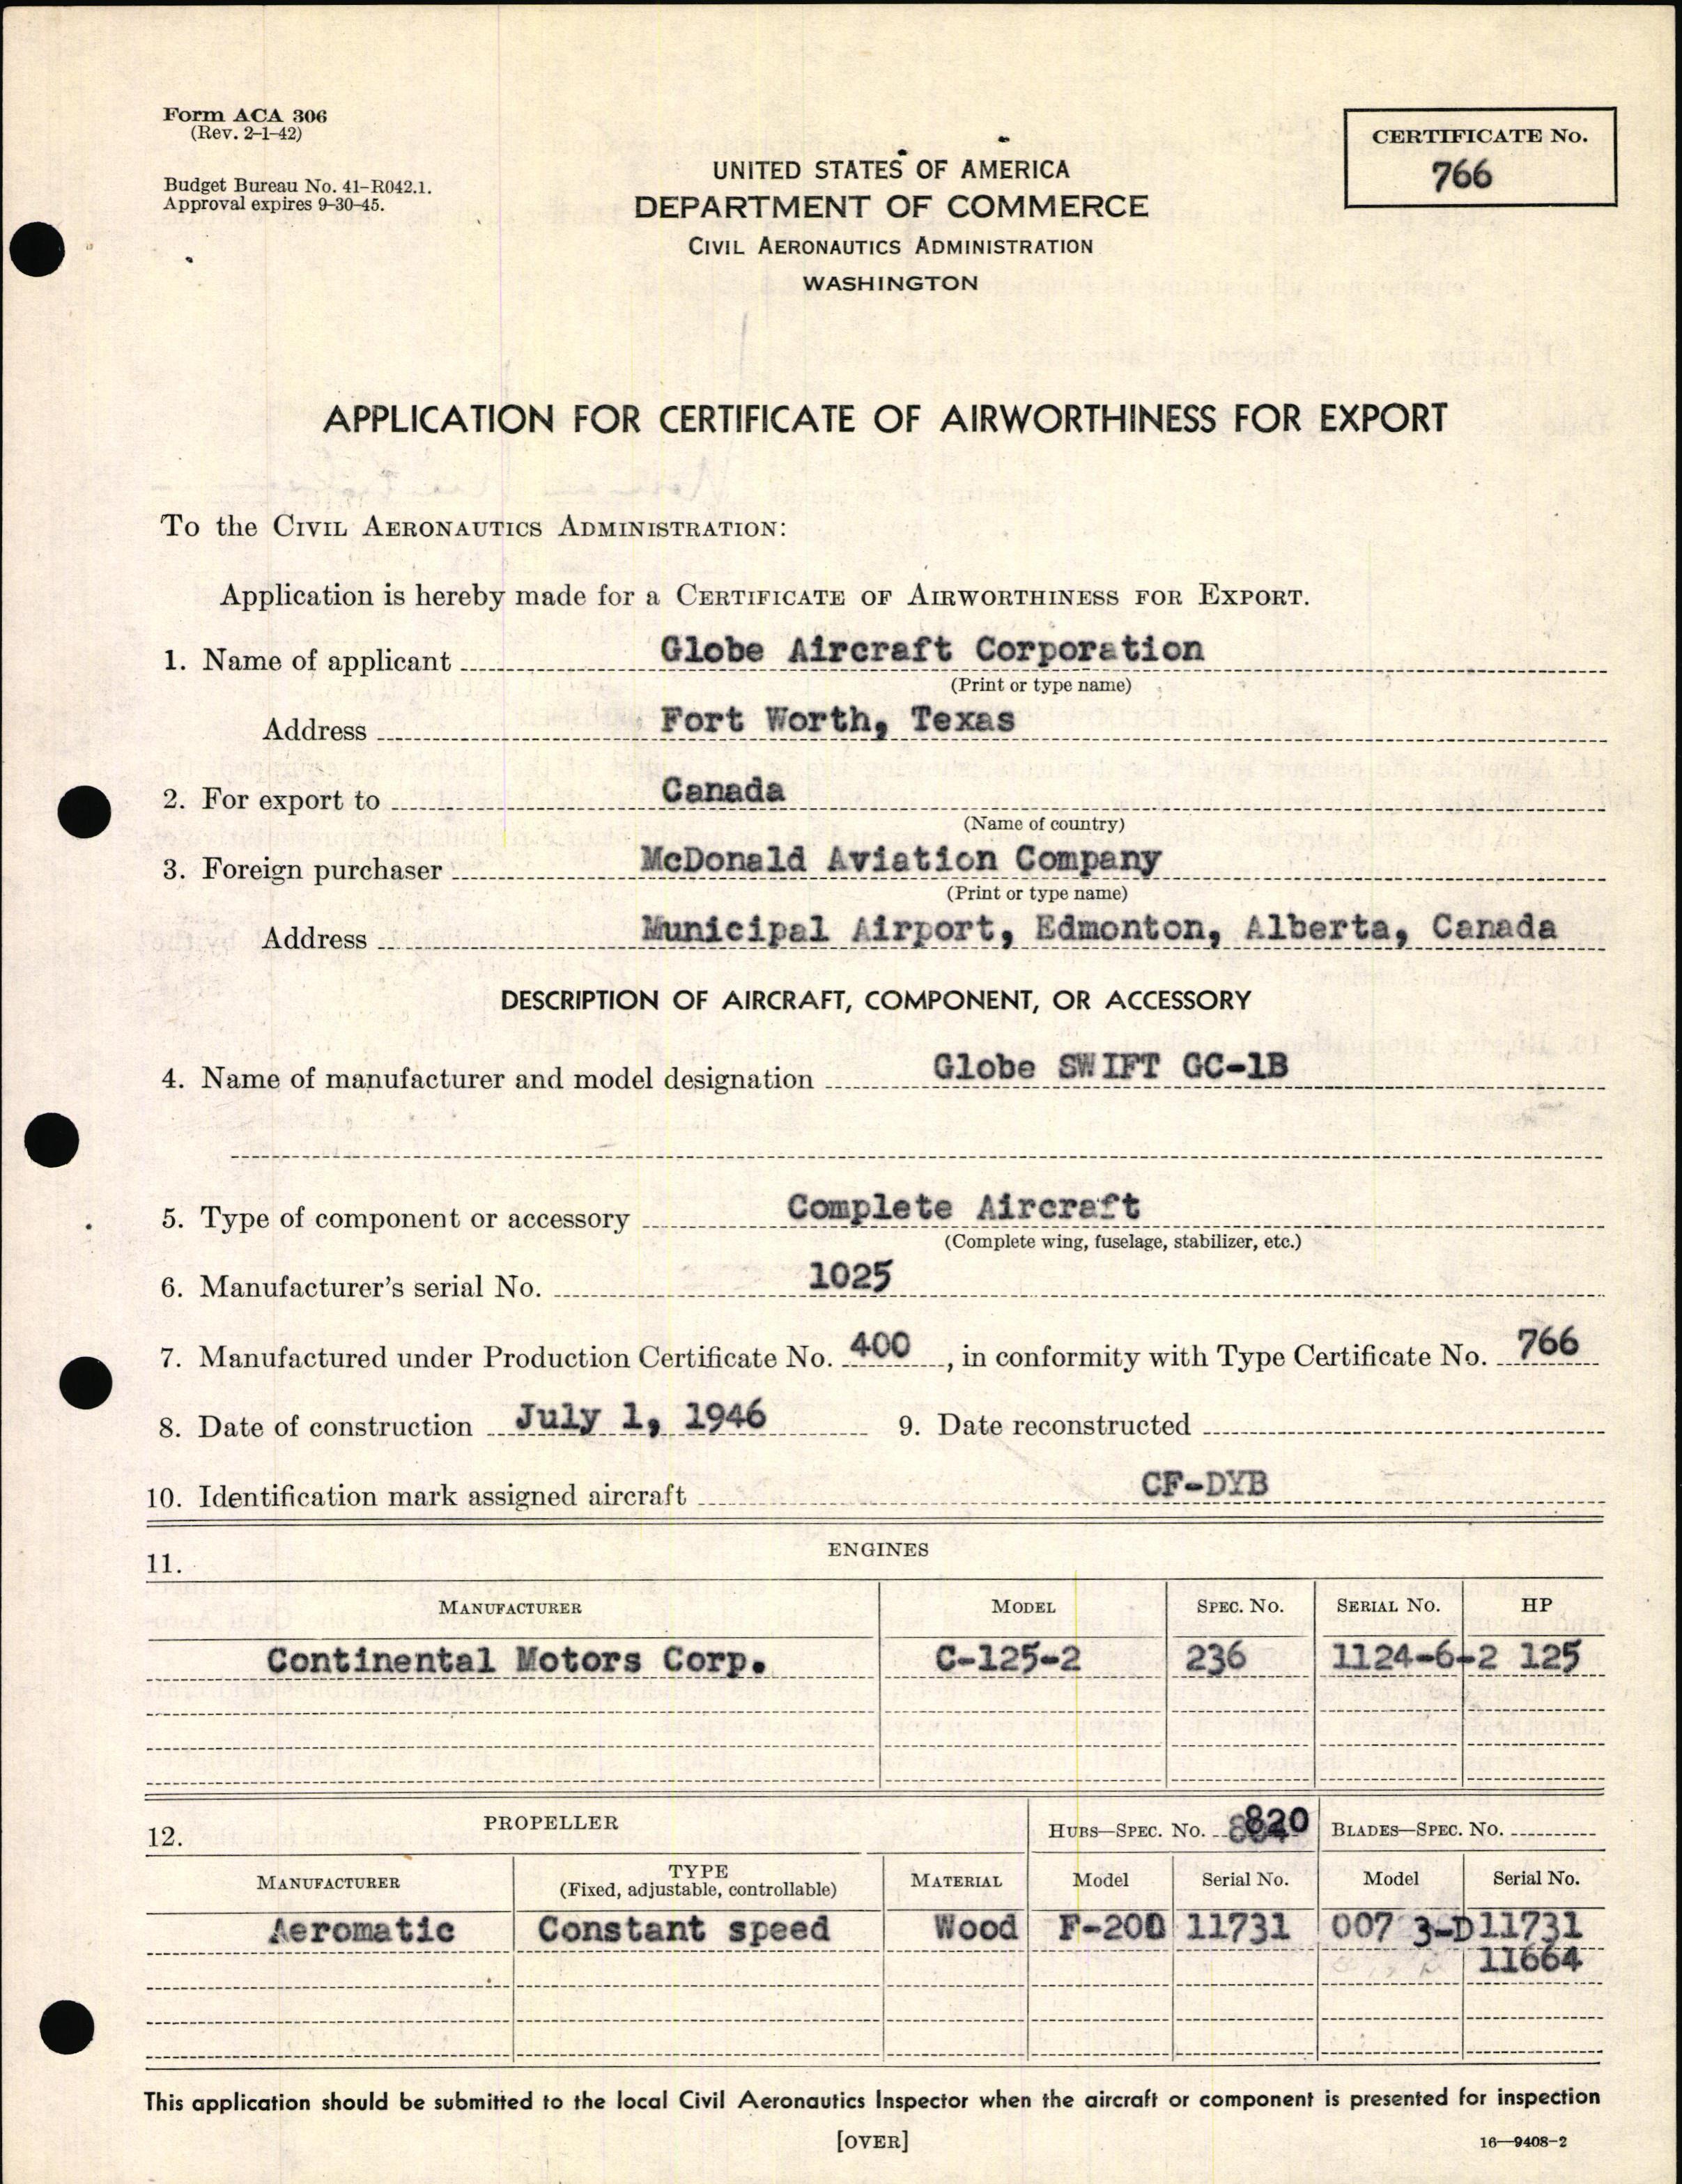 Form ACA 306
(Rev. 2-1-42)
Budget Bureau No. 41-R042.1.
Approval expires 9-30-45.
CERTIFICATE No.
766
UNITED STATES OF AMERICA
DEPARTMENT OF COMMERCE
CIVIL AERONAUTICS ADMINISTRATION
WASHINGTON
APPLICATION FOR CERTIFICATE OF AIRWORTHINESS FOR EXPORT
To the CIVIL AERONAUTICS ADMINISTRATION:
Application is hereby made for a CERTIFICATE OF AIRWORTHINESS FOR EXPORT.
1. Name of applicant Globe Aircraft Corporation
(Print or type name)
Address Fort Worth, Texas
2. For export to Canada
(Name of country)
3. Foreign purchaser McDonald Aviation Company
(Print or type name)
Address Municipal Airport, Edmonton, Alberta, Canada
DESCRIPTION OF AIRCRAFT, COMPONENT, OR ACCESSORY
4. Name of manufacturer and model designation Globe SWIFT GC-1B
5. Type of component or accessory Complete Aircraft
(Complete wing, fuselage, stabilizer, etc.)
6. Manufacturer's serial No. 1025
7. Manufactured under Production Certificate No. 400, in conformity with Type Certificate No. 766
8. Date of construction July 1, 1946 9. Date reconstructed
10. Identification mark assigned aircraft CF-DYB
11. ENGINES
MANUFACTURER MODEL SPEC. No. SERIAL No. HP
Continental Motors Corp. C-125-2 236 1124-6-2 125
12. PROPELLER HUBS—SPEC. No. 820 BLADES—SPEC. No.
MANUFACTURER TYPE (Fixed, adjustable, controllable) MATERIAL Model Serial No. Model Serial No.
Aeromatic Constant speed Wood F-200 11731 007 3-D 11731
11664
This application should be submitted to the local Civil Aeronautics Inspector when the aircraft or component is presented for inspection
[OVER]
16—9408-2